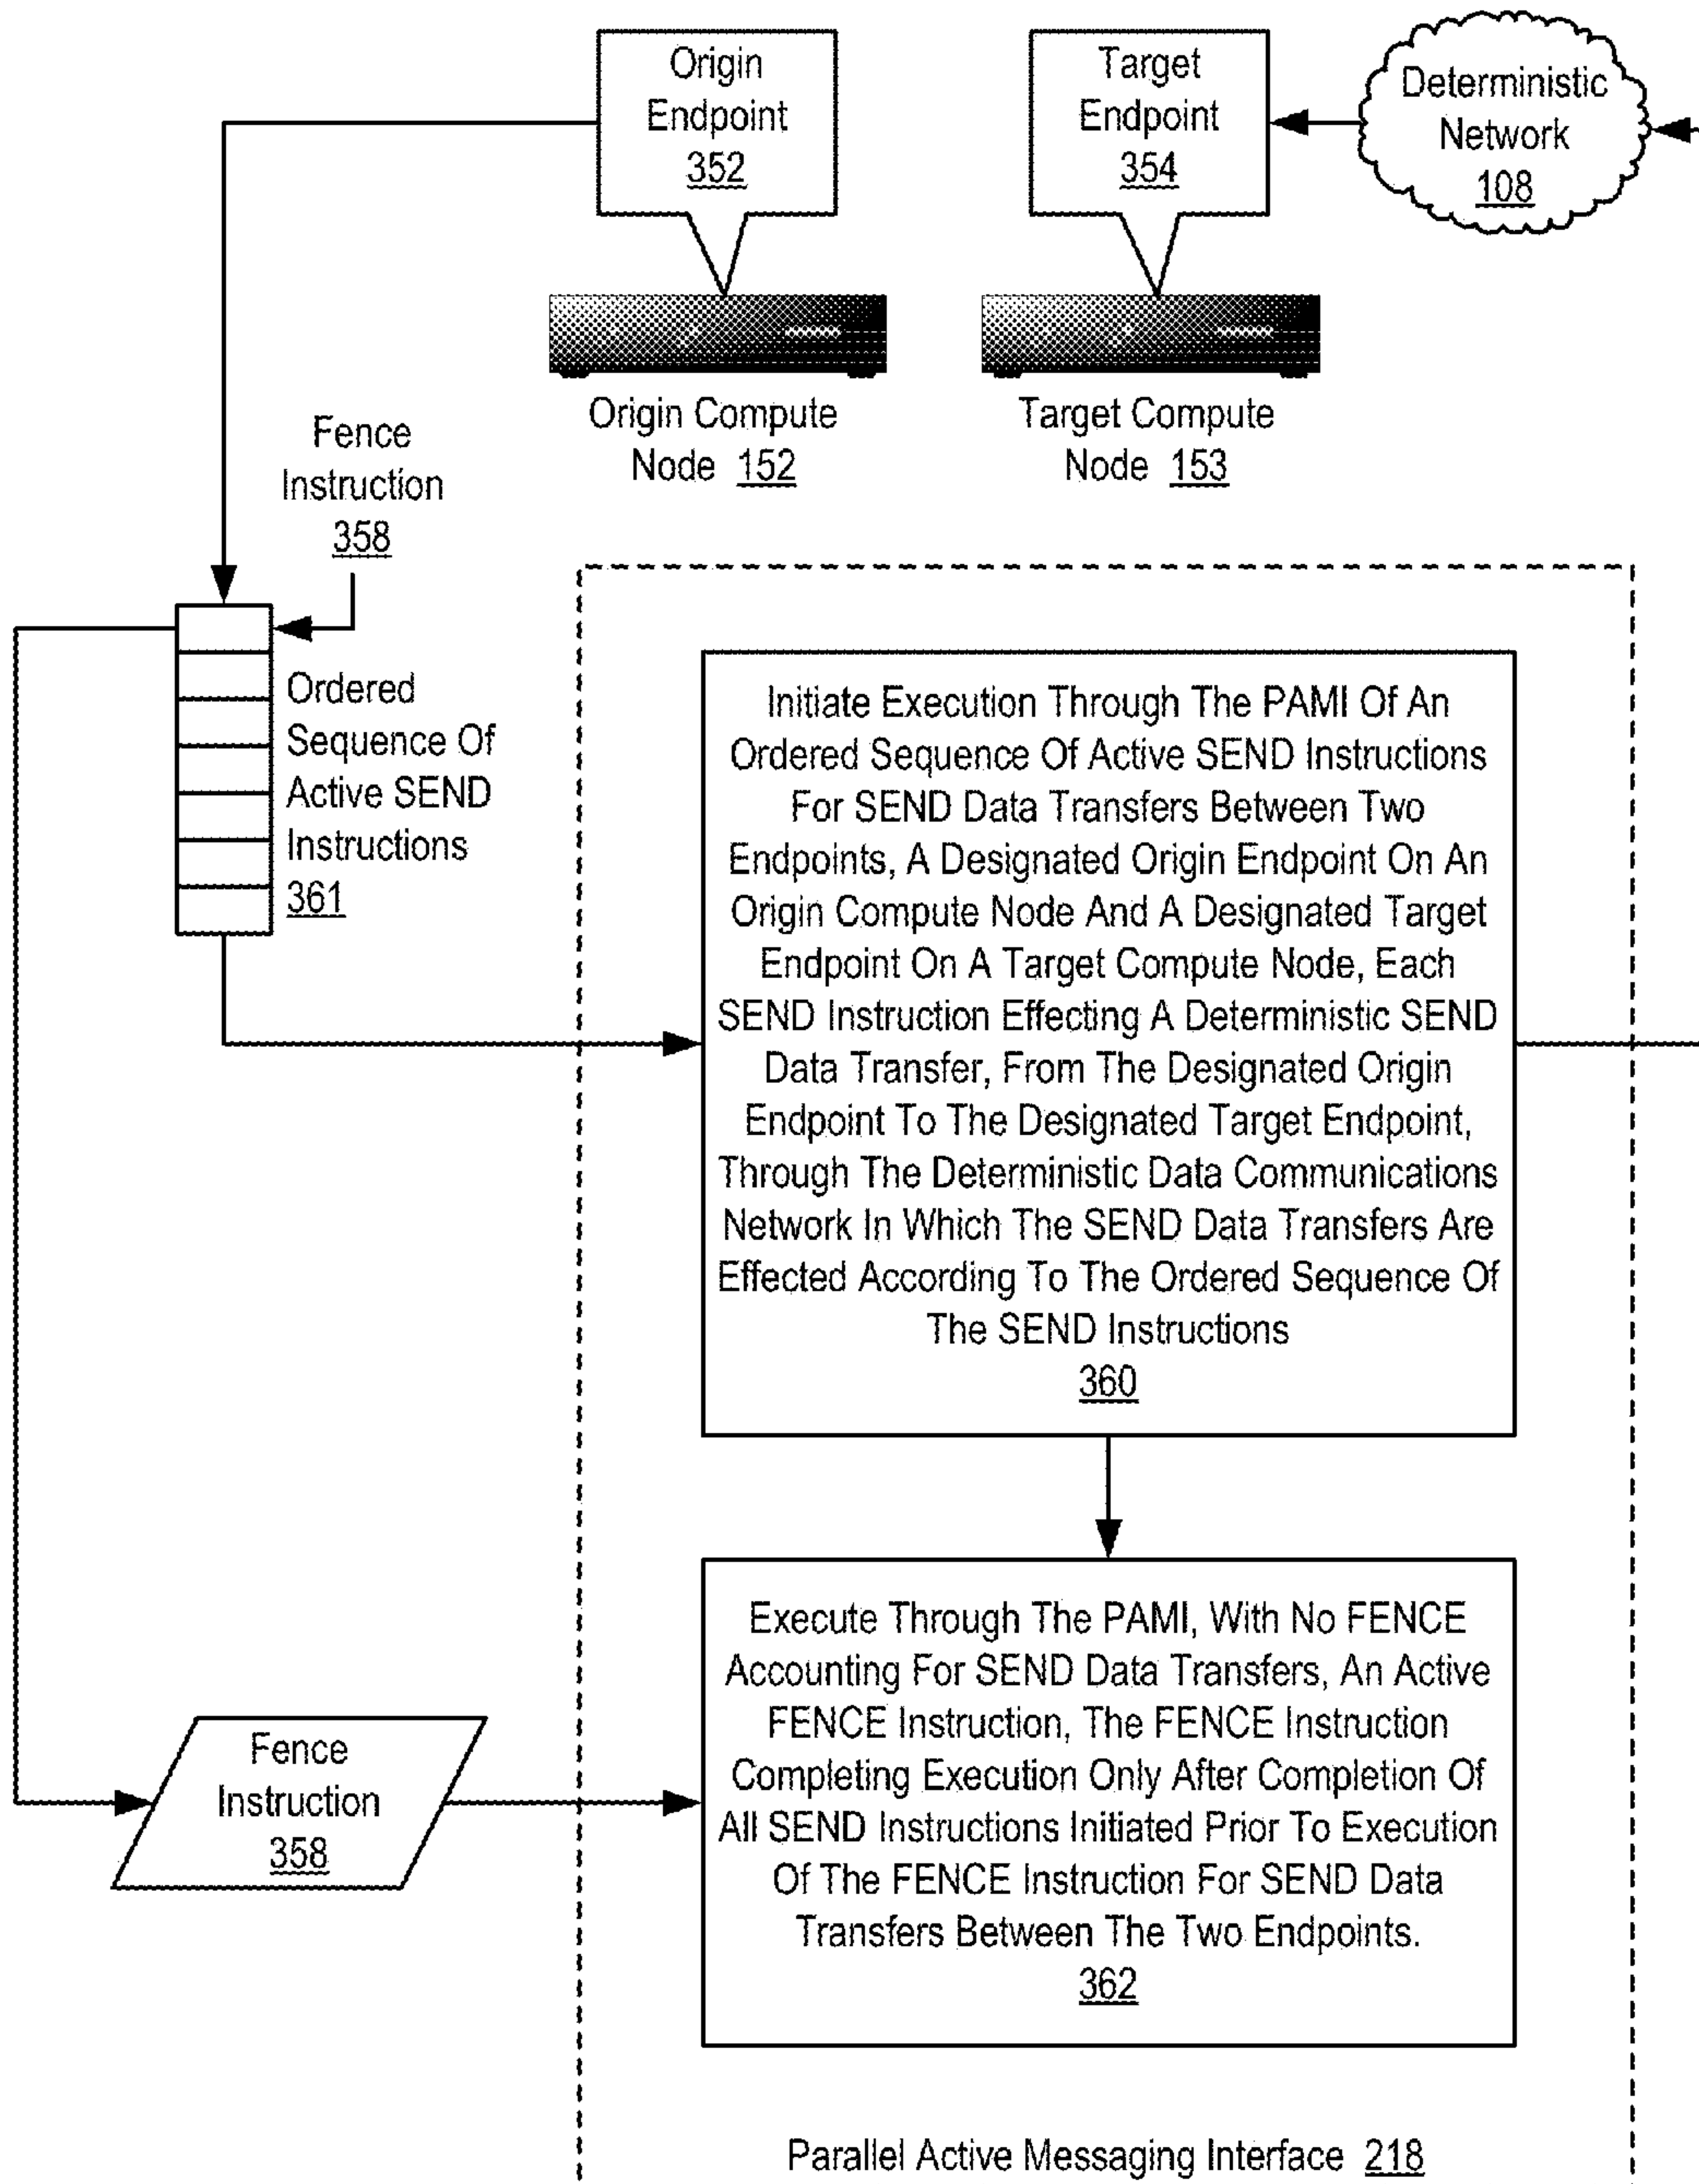 Origin
Endpoint
352
Target
Endpoint
354
Deterministic
Network
108
Origin Compute
Node 152
Target Compute
Node 153
Fence
Instruction
358
Ordered
Sequence Of
Active SEND
Instructions
361
Initiate Execution Through The PAMI Of An
Ordered Sequence Of Active SEND Instructions
For SEND Data Transfers Between Two
Endpoints, A Designated Origin Endpoint On An
Origin Compute Node And A Designated Target
Endpoint On A Target Compute Node, Each
SEND Instruction Effecting A Deterministic SEND
Data Transfer, From The Designated Origin
Endpoint To The Designated Target Endpoint,
Through The Deterministic Data Communications
Network In Which The SEND Data Transfers Are
Effected According To The Ordered Sequence Of
The SEND Instructions
360
Fence
Instruction
358
Execute Through The PAMI, With No FENCE
Accounting For SEND Data Transfers, An Active
FENCE Instruction, The FENCE Instruction
Completing Execution Only After Completion Of
All SEND Instructions Initiated Prior To Execution
Of The FENCE Instruction For SEND Data
Transfers Between The Two Endpoints.
362
Parallel Active Messaging Interface 218